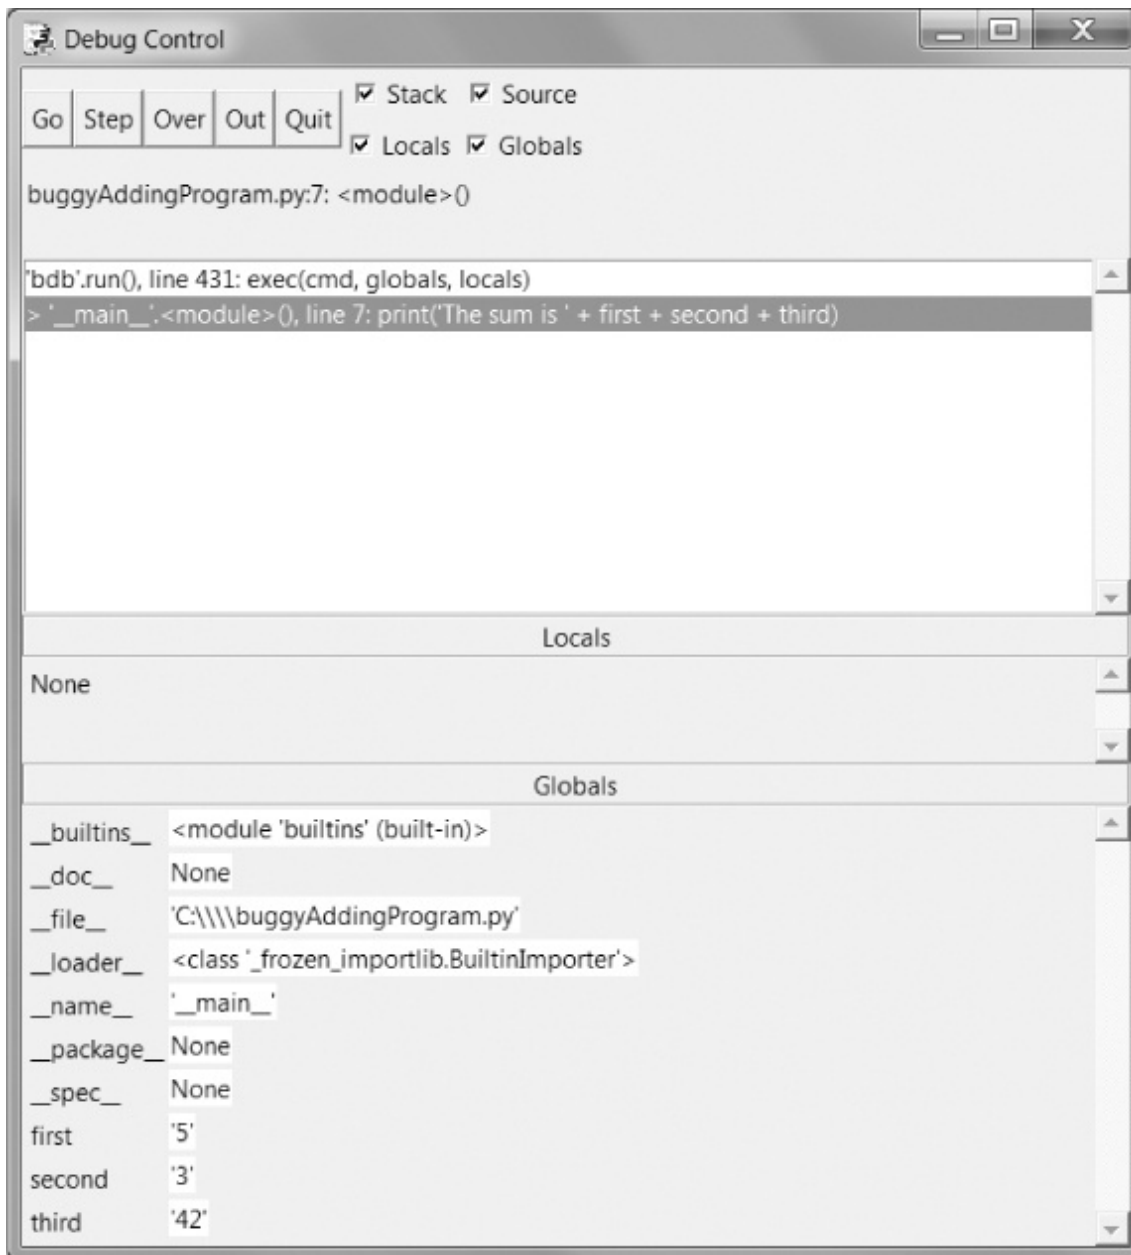 Debug Control
Go Step Over Out Quit
Stack Source
Locals Globals
buggyAddingProgram.py:7: <module>()
'bdb'.run(), line 431: exec(cmd, globals, locals)
> '__main__'.<module>(), line 7: print('The sum is ' + first + second + third)
Locals
None
Globals
__builtins__ <module 'builtins' (built-in)>
__doc__ None
__file__ 'C:\\\\buggyAddingProgram.py'
__loader__ <class '_frozen_importlib.BuiltinImporter'>
__name__ '__main__'
__package__ None
__spec__ None
first '5'
second '3'
third '42'